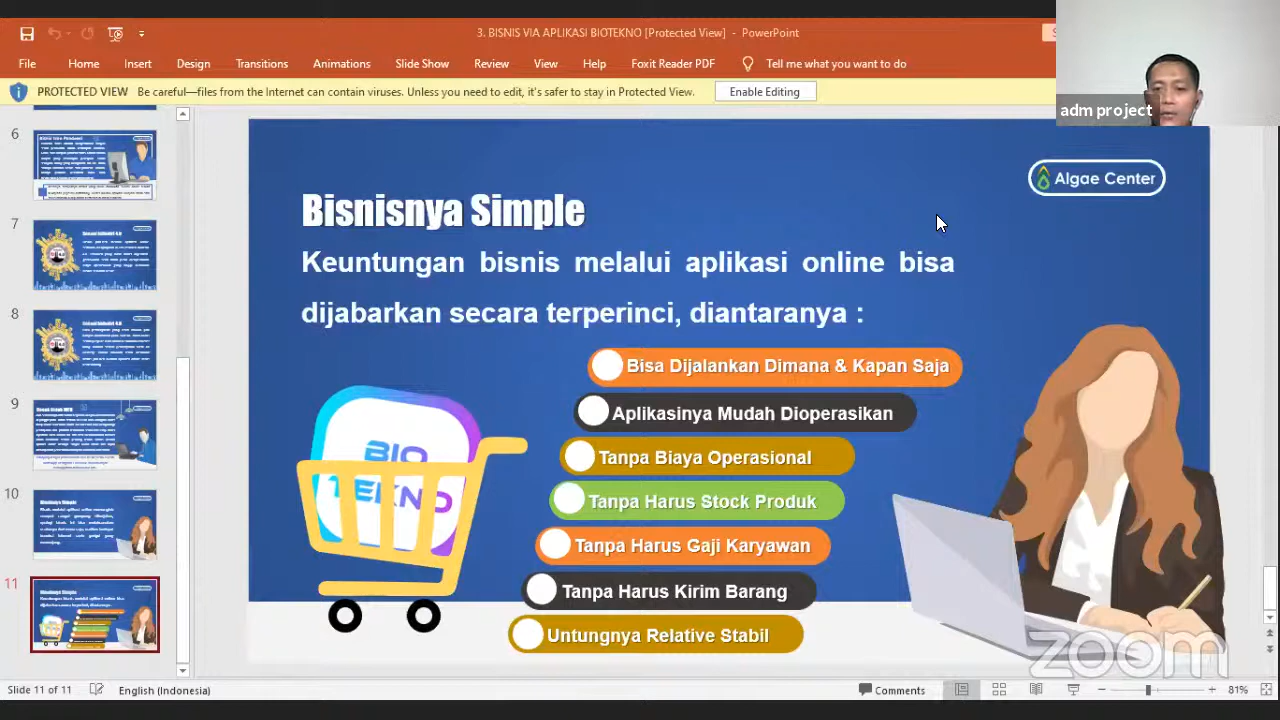 3. BISNIS VIA APLIKASI BIOTEKNO [Protected View] - PowerPoint
File Home Insert Design Transitions Animations Slide Show Review View Help Foxit Reader PDF Tell me what you want to do
PROTECTED VIEW Be careful—files from the Internet can contain viruses. Unless you need to edit, it's safer to stay in Protected View. Enable Editing
adm project
6
7
8
9
10
11
Algae Center
Bisnisnya Simple
Keuntungan bisnis melalui aplikasi online bisa
dijabarkan secara terperinci, diantaranya :
Bisa Dijalankan Dimana & Kapan Saja
Aplikasinya Mudah Dioperasikan
Tanpa Biaya Operasional
Tanpa Harus Stock Produk
Tanpa Harus Gaji Karyawan
Tanpa Harus Kirim Barang
Untungnya Relative Stabil
BIO
TEKNO
zoom
Slide 11 of 11 English (Indonesia) Comments 81%